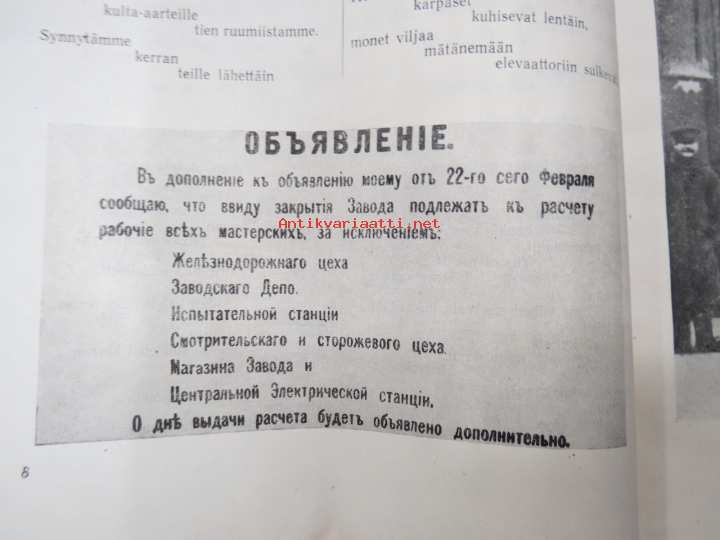 kulta-aarteille
tien ruumiistamme.
Synnytämme
kerran
teille lähettäin
karpaset
kuhisevat lentäin,
monet viljaa
mätänemään
elevaattoriin
ОБЪЯВЛЕНІЕ.
Въ дополненіе къ объявленію моему отъ 22-го сего Февраля
сообщаю, что ввиду закрытія Завода подлежатъ къ расчету
рабочіе всѣхъ мастерскихъ, за исключеніемъ:
Желѣзнодорожнаго цеха
Заводскаго Депо.
Испытательной станціи
Смотрительскаго и сторожевого цеха.
Магазина Завода и
Центральной Электрической станціи.
О днѣ выдачи расчета будетъ объявлено дополнительно.
Antikvariaatti.net
8